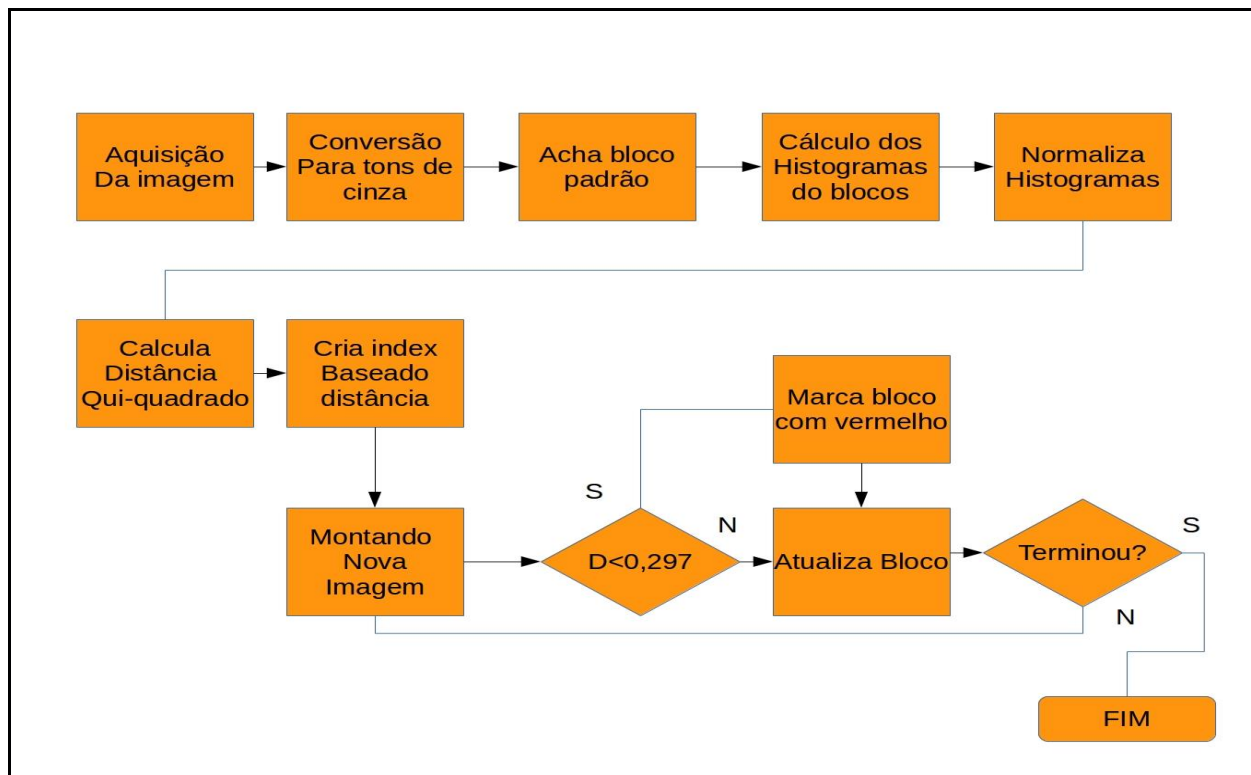 Aquisição
Da imagem
Conversão
Para tons de
cinza
Acha bloco
padrão
Cálculo dos
Histogramas
do blocos
Normaliza
Histogramas
Calcula
Distância
Qui-quadrado
Cria index
Baseado
distância
Marca bloco
com vermelho
Montando
Nova
Imagem
S
D<0,297
N
Atualiza Bloco
Terminou?
S
N
FIM